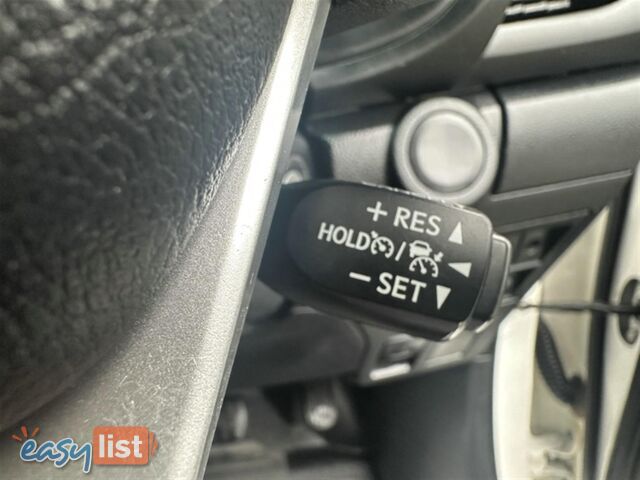 + RES ▲
HOLD / ◀
− SET ▼
easylist